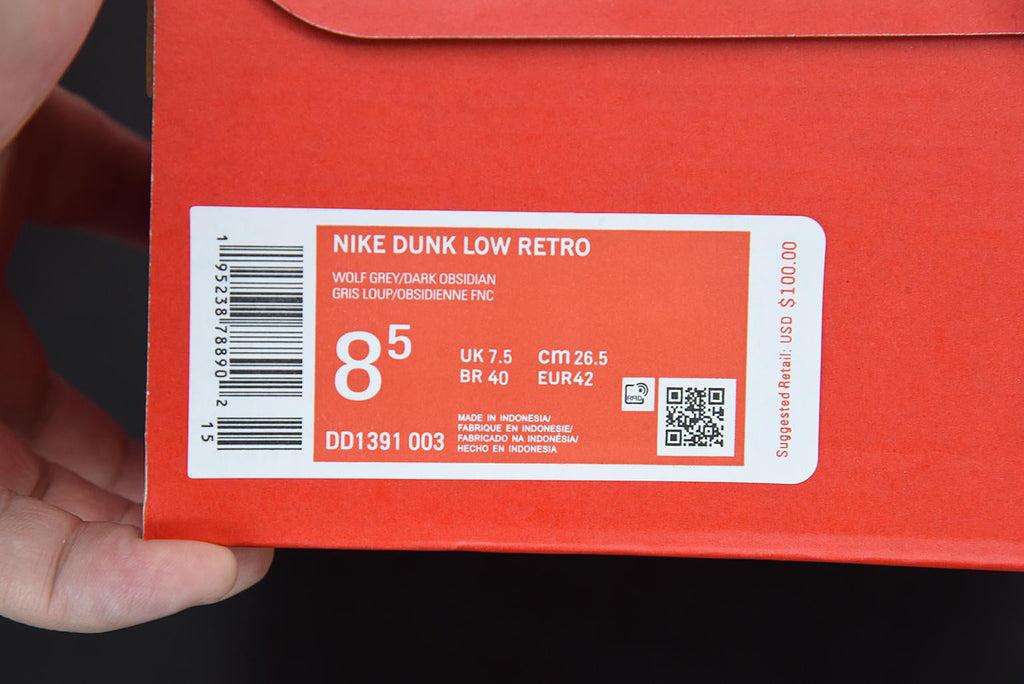 NIKE DUNK LOW RETRO
WOLF GREY/DARK OBSIDIAN
GRIS LOUP/OBSIDIENNE FNC
8 5
UK 7.5 cm 26.5
BR 40 EUR 42
MADE IN INDONESIA/
FABRIQUE EN INDONESIE/
FABRICADO NA INDONÉSIA/
HECHO EN INDONESIA
DD1391 003
1 95238 78890 2
15
Suggested Retail: USD $100.00